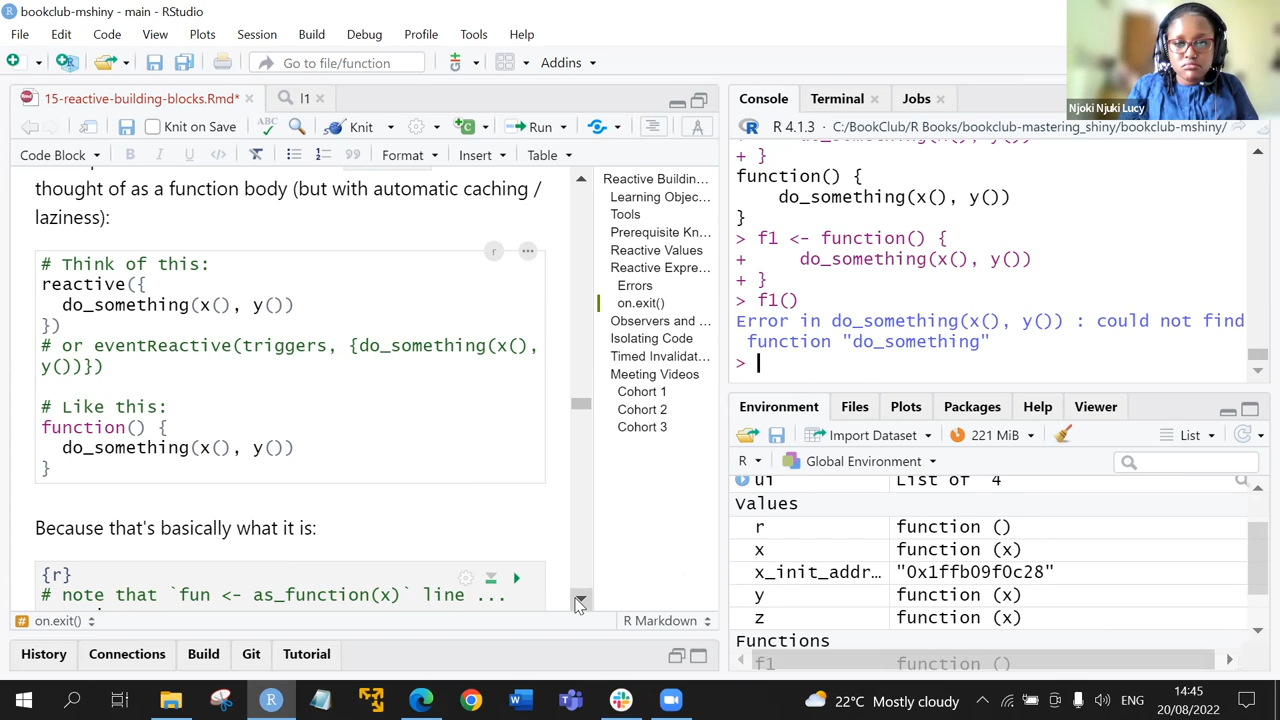 bookclub-mshiny - main - RStudio
File Edit Code View Plots Session Build Debug Profile Tools Help
Go to file/function Addins
Njoki Njuki Lucy
15-reactive-building-blocks.Rmd* l1
Knit on Save Knit Run
Code Block Format Insert Table
thought of as a function body (but with automatic caching /
laziness):
r
# Think of this:
reactive({
do_something(x(), y())
})
# or eventReactive(triggers, {do_something(x(),
y())})
# Like this:
function() {
do_something(x(), y())
}
Because that's basically what it is:
{r}
# note that `fun <- as_function(x)` line ...
on.exit() R Markdown
Reactive Buildin...
Learning Objec...
Tools
Prerequisite Kn...
Reactive Values
Reactive Expre...
Errors
on.exit()
Observers and ...
Isolating Code
Timed Invalidat...
Meeting Videos
Cohort 1
Cohort 2
Cohort 3
History Connections Build Git Tutorial
Console Terminal Jobs
R 4.1.3 · C:/BookClub/R Books/bookclub-mastering_shiny/bookclub-mshiny/
+ }
function() {
do_something(x(), y())
}
> f1 <- function() {
+ do_something(x(), y())
+ }
> f1()
Error in do_something(x(), y()) : could not find
function "do_something"
>
Environment Files Plots Packages Help Viewer
Import Dataset 221 MiB List
R Global Environment
ui List of 4
Values
r function ()
x function (x)
x_init_addr... "0x1ffb09f0c28"
y function (x)
z function (x)
Functions
f1 function ()
22°C Mostly cloudy ENG 14:45
20/08/2022